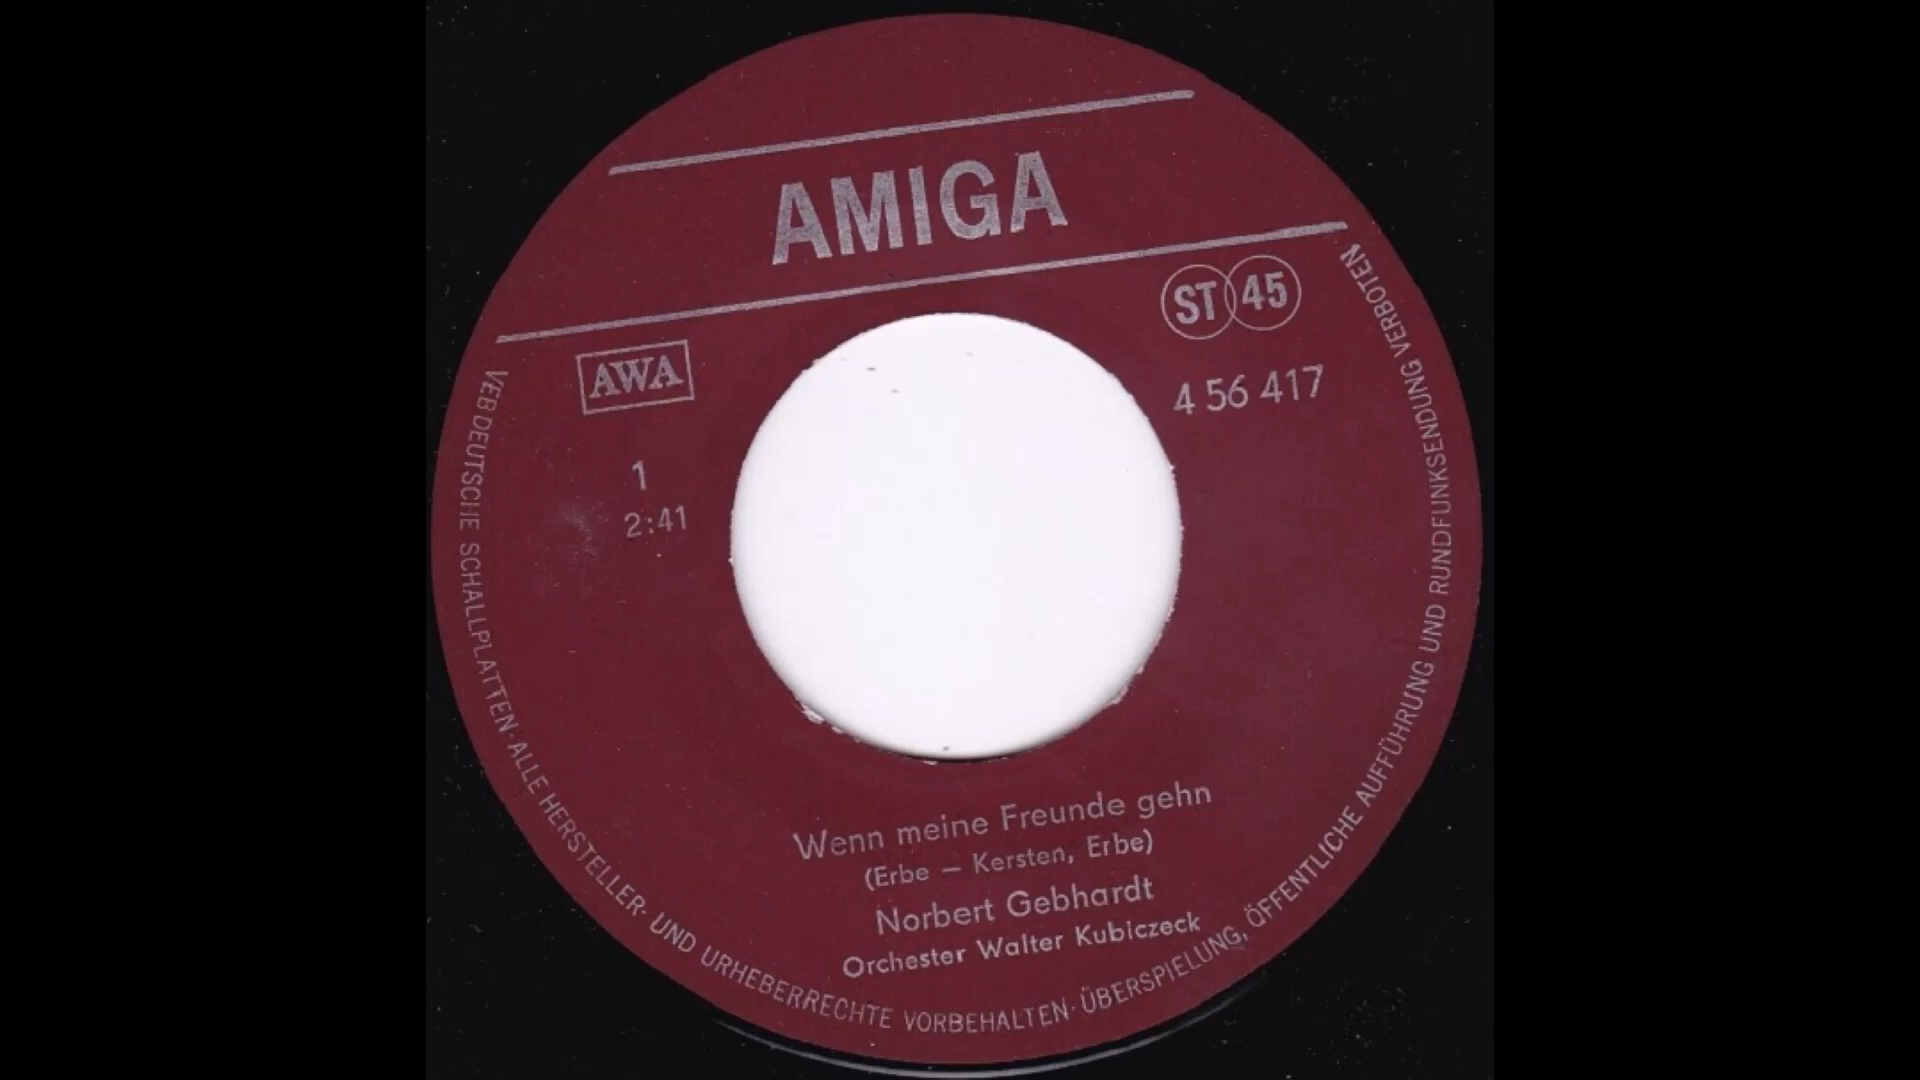 AMIGA
ST 45
AWA
4 56 417
1
2:41
Wenn meine Freunde gehn
(Erbe – Kersten, Erbe)
Norbert Gebhardt
Orchester Walter Kubiczeck
VEB DEUTSCHE SCHALLPLATTEN · ALLE HERSTELLER- UND URHEBERRECHTE VORBEHALTEN · ÜBERSPIELUNG, ÖFFENTLICHE AUFFÜHRUNG UND RUNDFUNKSENDUNG VERBOTEN